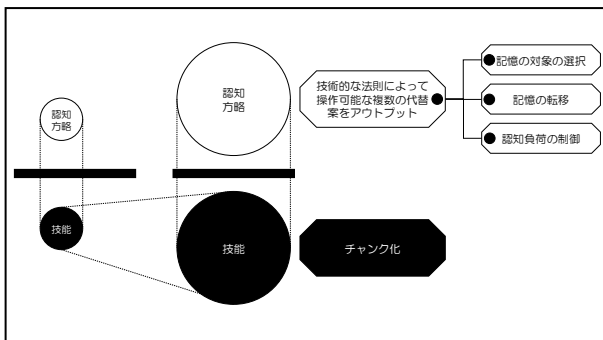 認知
方略
認知
方略
技術的な法則によって
操作可能な複数の代替
案をアウトプット
記憶の対象の選択
記憶の転移
認知負荷の制御
技能
技能
チャンク化